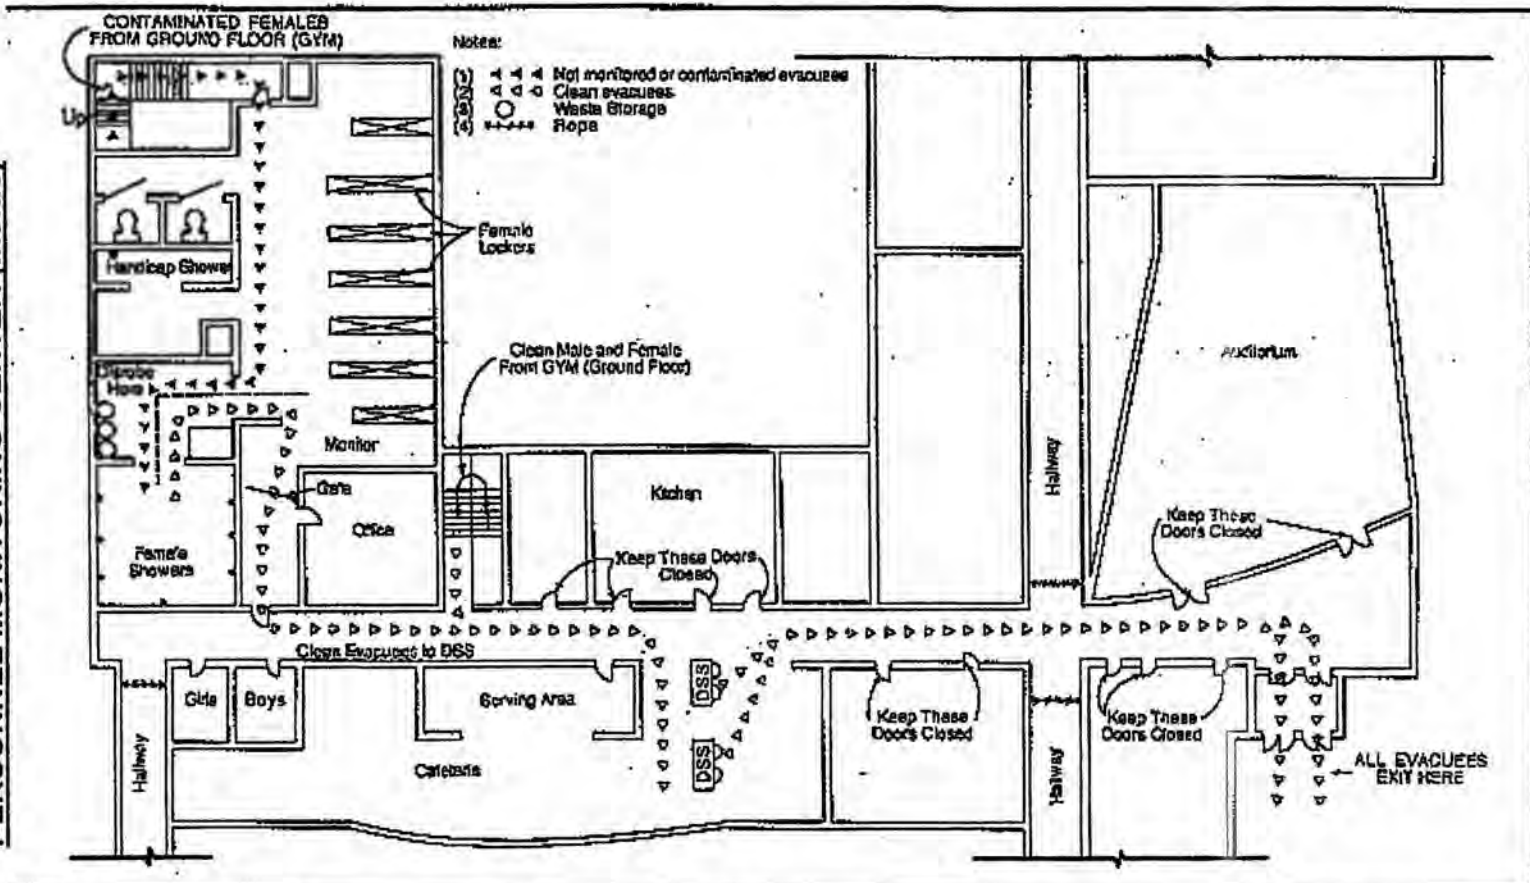 CONTAMINATED FEMALES
FROM GROUND FLOOR (GYM)
Notes:
(1) Not monitored or contaminated evacuees
(2) Clean evacuees
(3) Waste Storage
(4) Rope
Up
Female
Lockers
Handicap Shower
Clean Male and Female
From GYM (Ground Floor)
Auditorium
Disrobe
Here
Monitor
Hallway
Gate
Kitchen
Office
Keep These
Doors Closed
Female
Showers
Keep These Doors
Closed
Clean Evacuees to DSS
Girls
Boys
Serving Area
DSS
Keep These
Doors Closed
Keep These
Doors Closed
Hallway
Cafeteria
DSS
Hallway
ALL EVACUEES
EXIT HERE